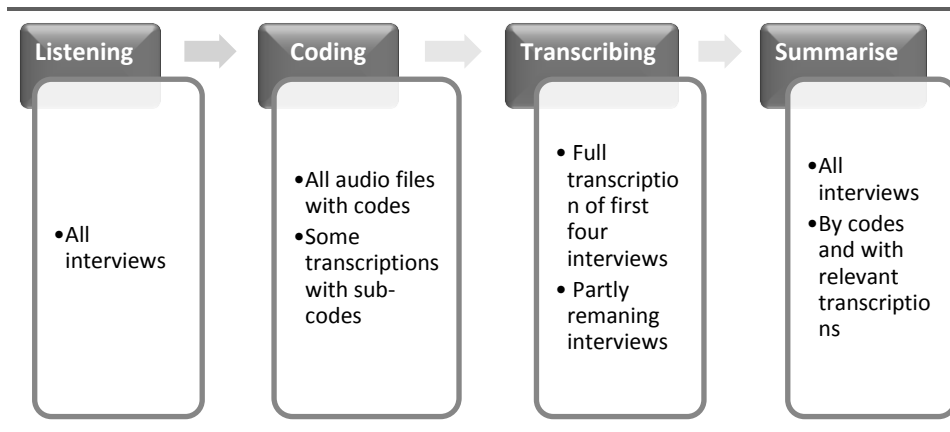 Listening
•All
interviews
Coding
•All audio files
with codes
•Some
transcriptions
with sub-
codes
Transcribing
• Full
transcriptio
n of first
four
interviews
• Partly
remaning
interviews
Summarise
•All
interviews
•By codes
and with
relevant
transcriptio
ns